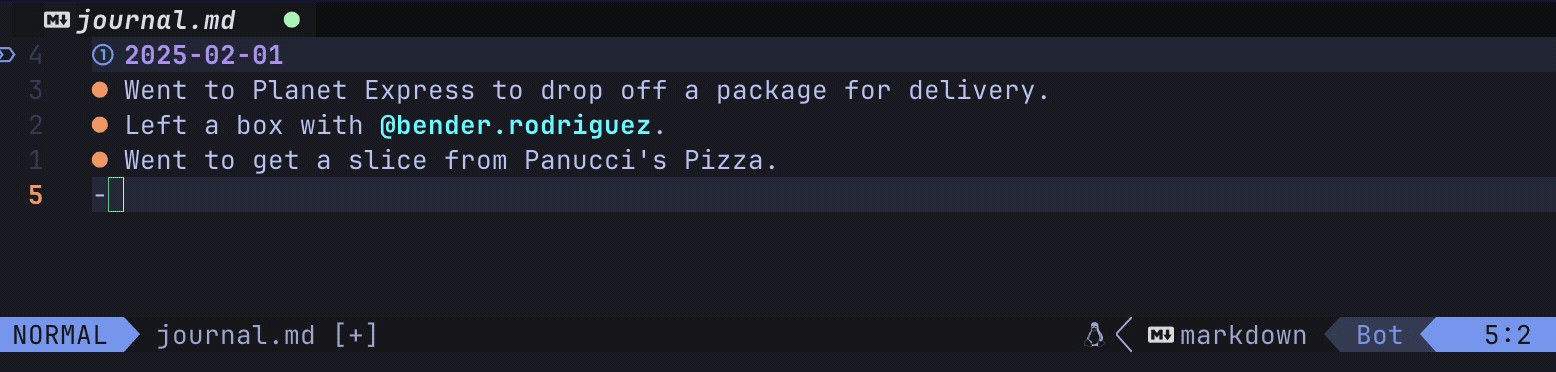 journal.md
4 1 2025-02-01
3 Went to Planet Express to drop off a package for delivery.
2 Left a box with @bender.rodriguez.
1 Went to get a slice from Panucci's Pizza.
5 -
NORMAL journal.md [+] markdown Bot 5:2